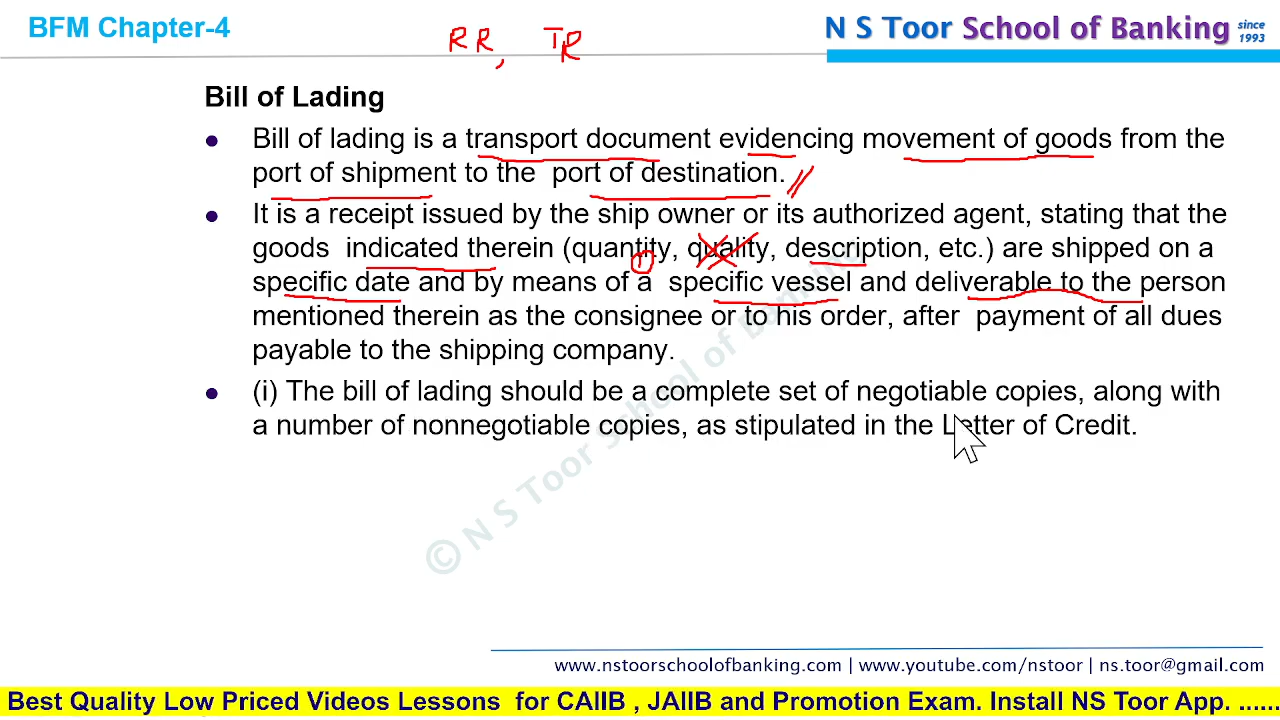 BFM Chapter-4
RR, TR
N S Toor School of Banking since 1993
Bill of Lading
• Bill of lading is a transport document evidencing movement of goods from the
port of shipment to the port of destination.
• It is a receipt issued by the ship owner or its authorized agent, stating that the
goods indicated therein (quantity, quality, description, etc.) are shipped on a
specific date and by means of a specific vessel and deliverable to the person
mentioned therein as the consignee or to his order, after payment of all dues
payable to the shipping company.
• (i) The bill of lading should be a complete set of negotiable copies, along with
a number of nonnegotiable copies, as stipulated in the Letter of Credit.
© N S Toor School of Banking
www.nstoorschoolofbanking.com | www.youtube.com/nstoor | ns.toor@gmail.com
Best Quality Low Priced Videos Lessons for CAIIB , JAIIB and Promotion Exam. Install NS Toor App. ......